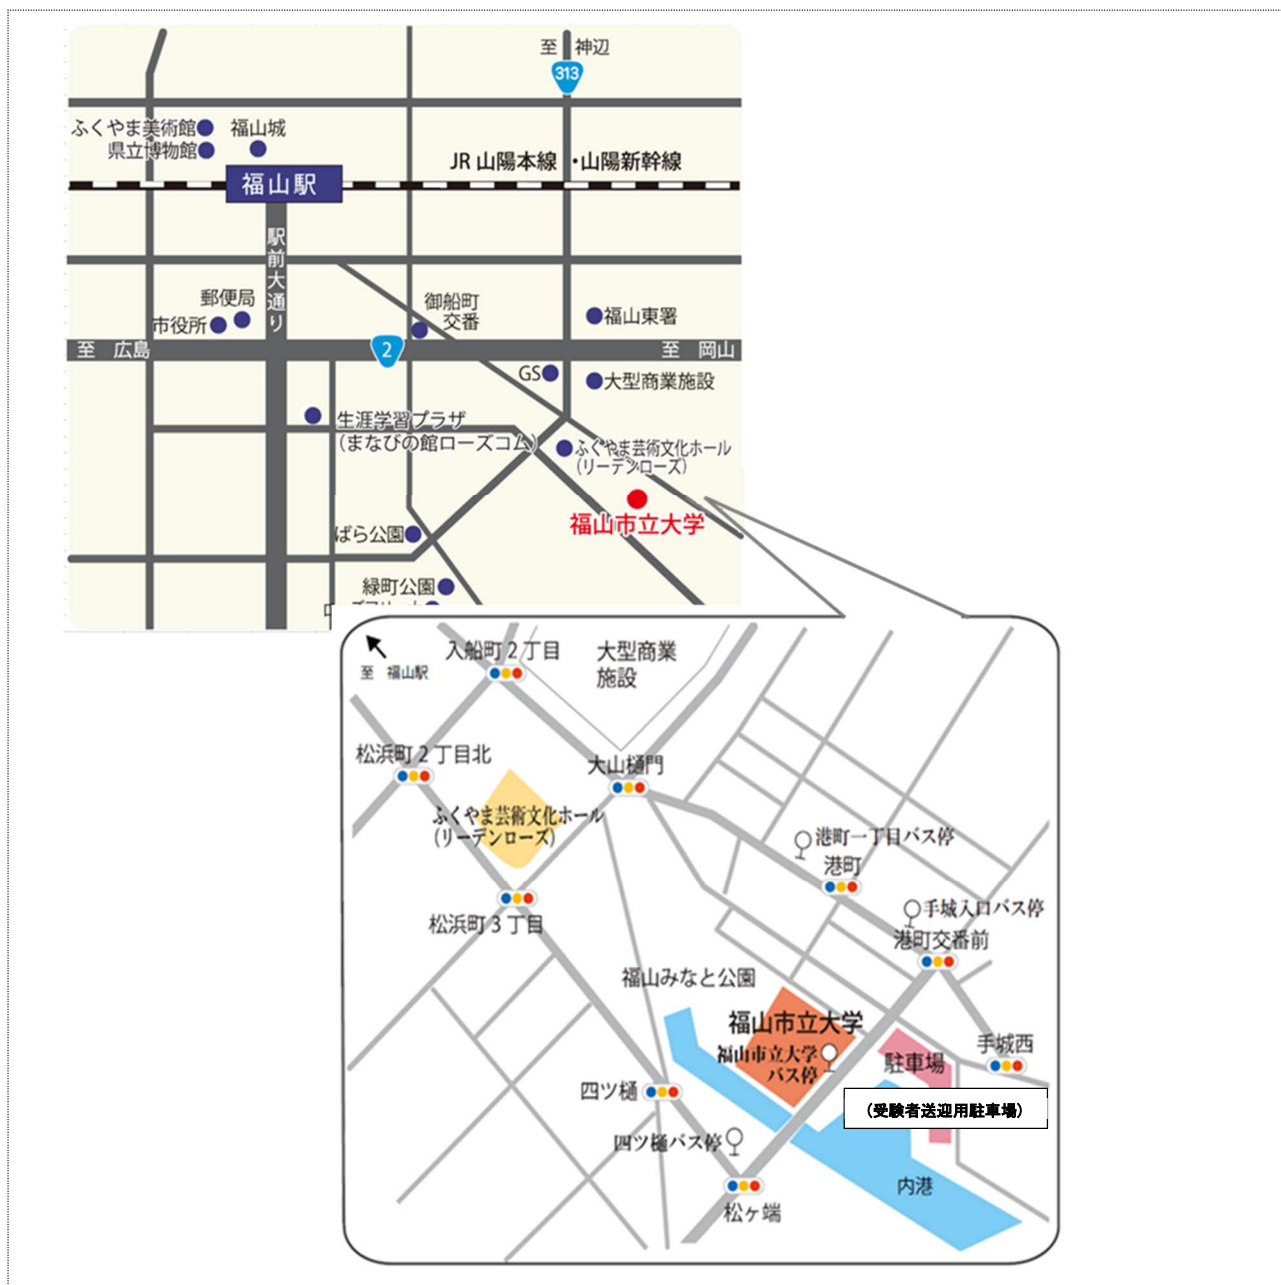 至 神辺
313
ふくやま美術館
福山城
県立博物館
JR 山陽本線・山陽新幹線
福山駅
駅前大通り
郵便局
市役所
御船町
交番
福山東署
至 広島
2
至 岡山
GS
大型商業施設
生涯学習プラザ
(まなびの館ローズコム)
ふくやま芸術文化ホール
(リーデンローズ)
福山市立大学
ばら公園
緑町公園
入船町 2 丁目
大型商業
施設
至 福山駅
松浜町 2 丁目北
大山樋門
ふくやま芸術文化ホール
(リーデンローズ)
港町一丁目バス停
港町
手城入口バス停
松浜町 3 丁目
港町交番前
福山みなと公園
福山市立大学
福山市立大学
バス停
駐車場
手城西
四ツ樋
(受験者送迎用駐車場)
四ツ樋バス停
内港
松ヶ端